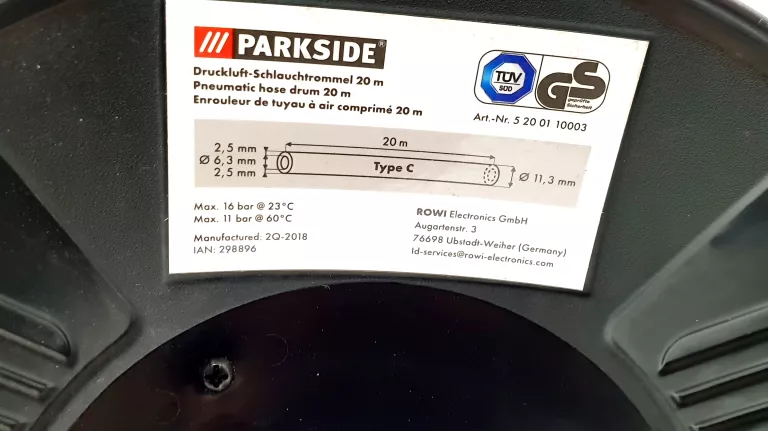 PARKSIDE®
Druckluft-Schlauchtrommel 20 m
Pneumatic hose drum 20 m
Enrouleur de tuyau à air comprimé 20 m
TÜV
SÜD
GS
geprüfte
Sicherheit
Art.-Nr. 5 20 01 10003
20 m
2,5 mm
Ø 6,3 mm
2,5 mm
Type C
Ø 11,3 mm
Max. 16 bar @ 23°C
Max. 11 bar @ 60°C
Manufactured: 2Q-2018
IAN: 298896
ROWI Electronics GmbH
Augartenstr. 3
76698 Ubstadt-Weiher (Germany)
ld-services@rowi-electronics.com